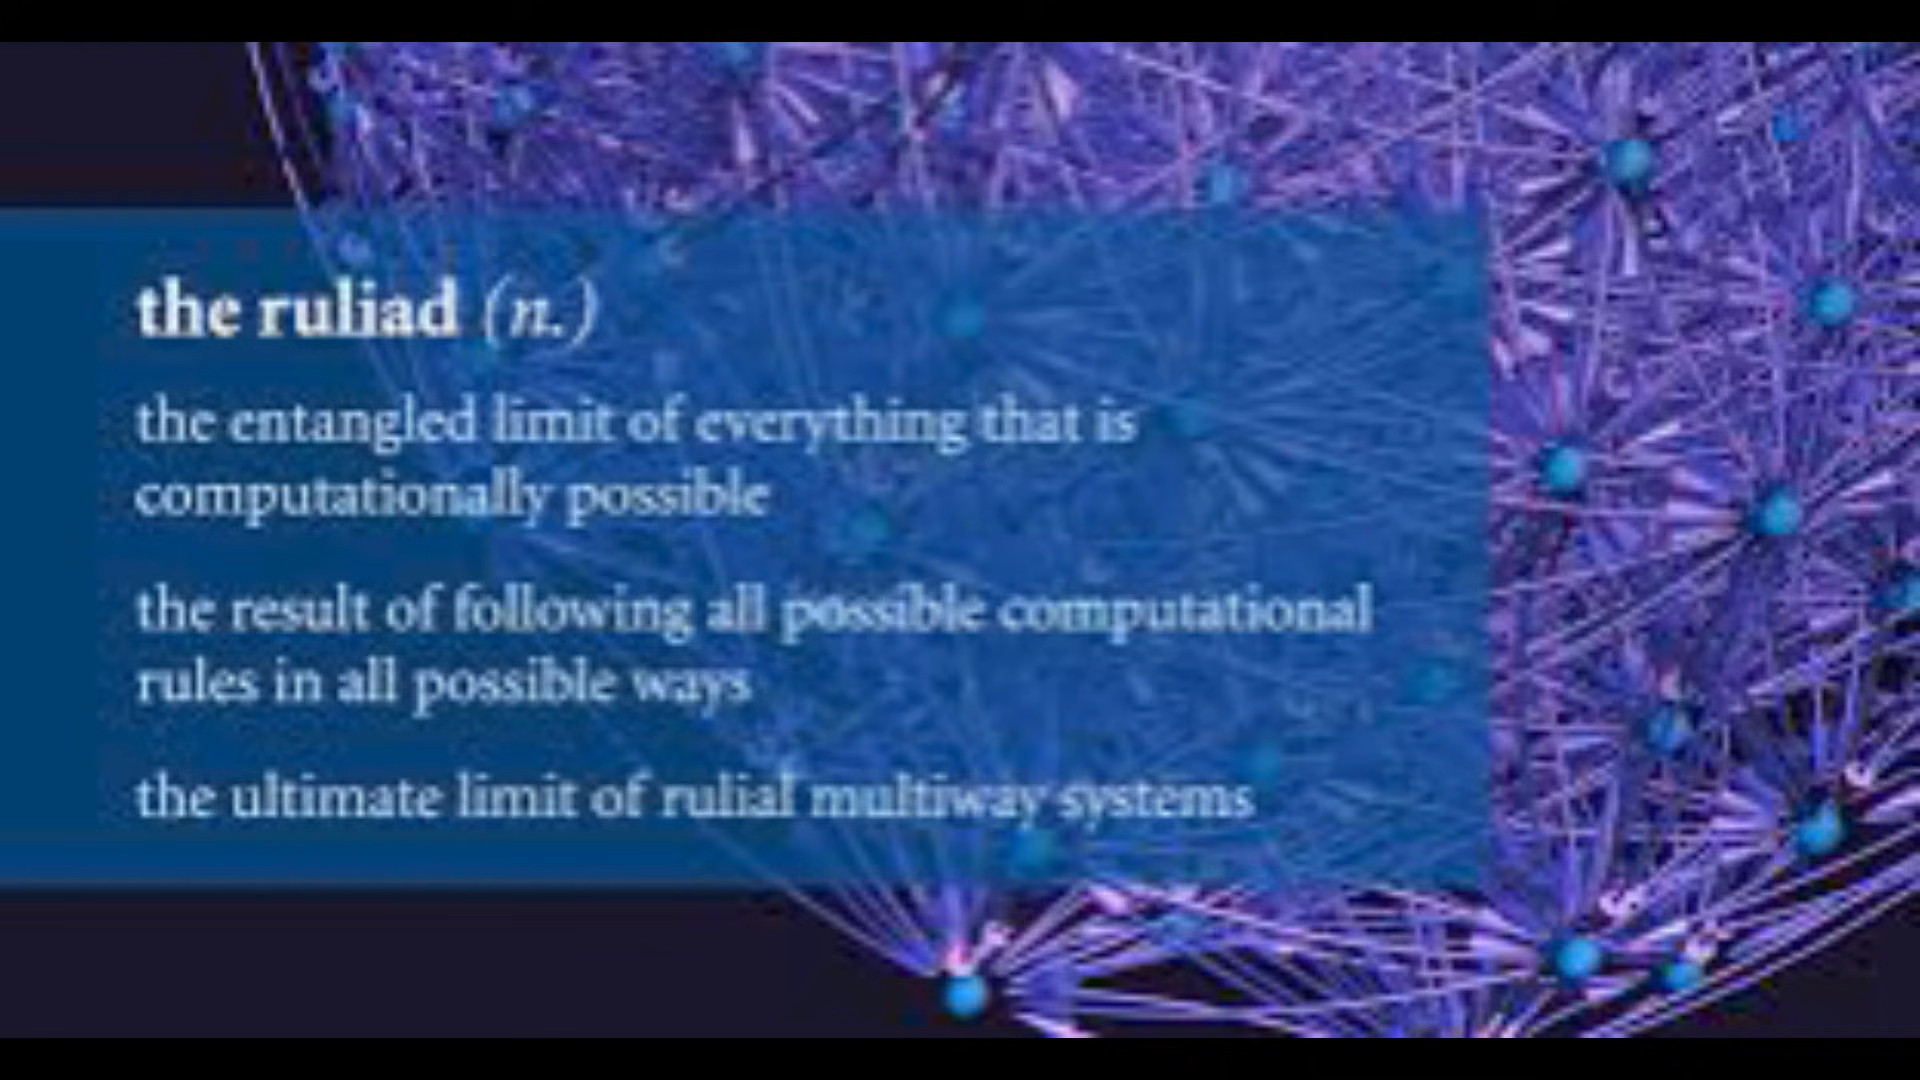 the ruliad (n.)
the entangled limit of everything that is
computationally possible
the result of following all possible computational
rules in all possible ways
the ultimate limit of rulial multiway systems